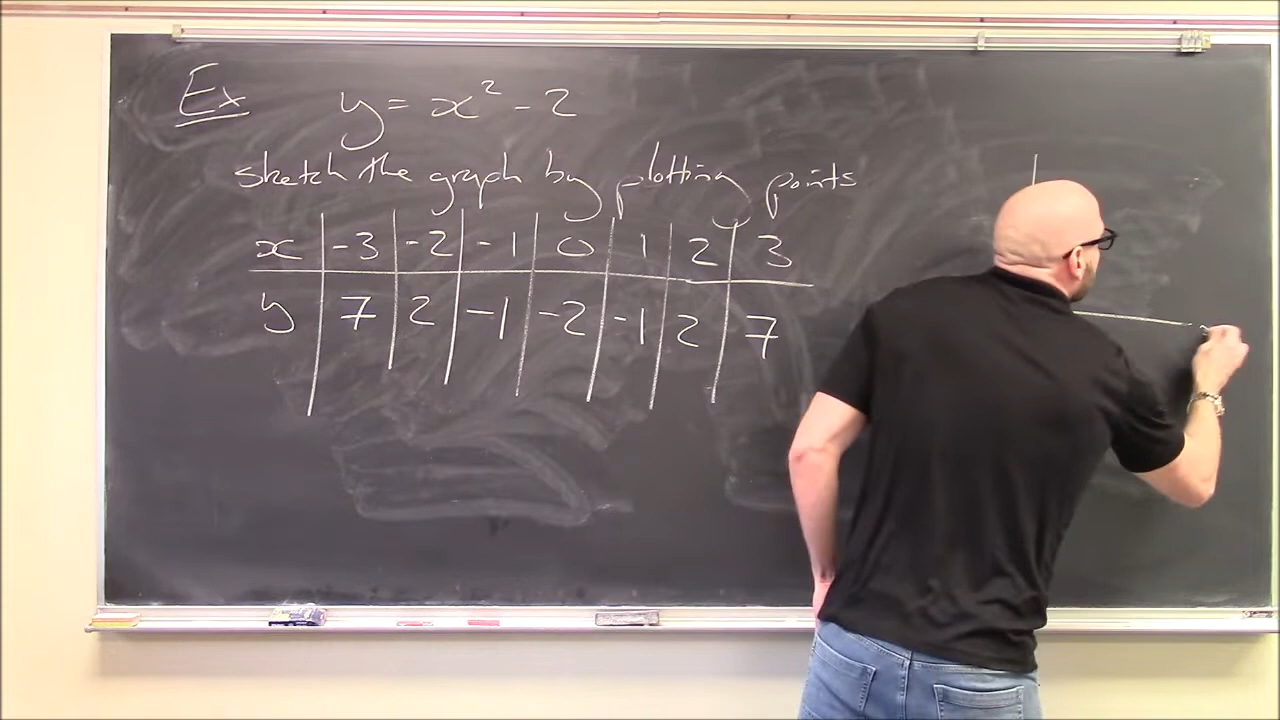 Ex y = x² - 2
sketch the graph by plotting points
x -3 -2 -1 0 1 2 3
y 7 2 -1 -2 -1 2 7